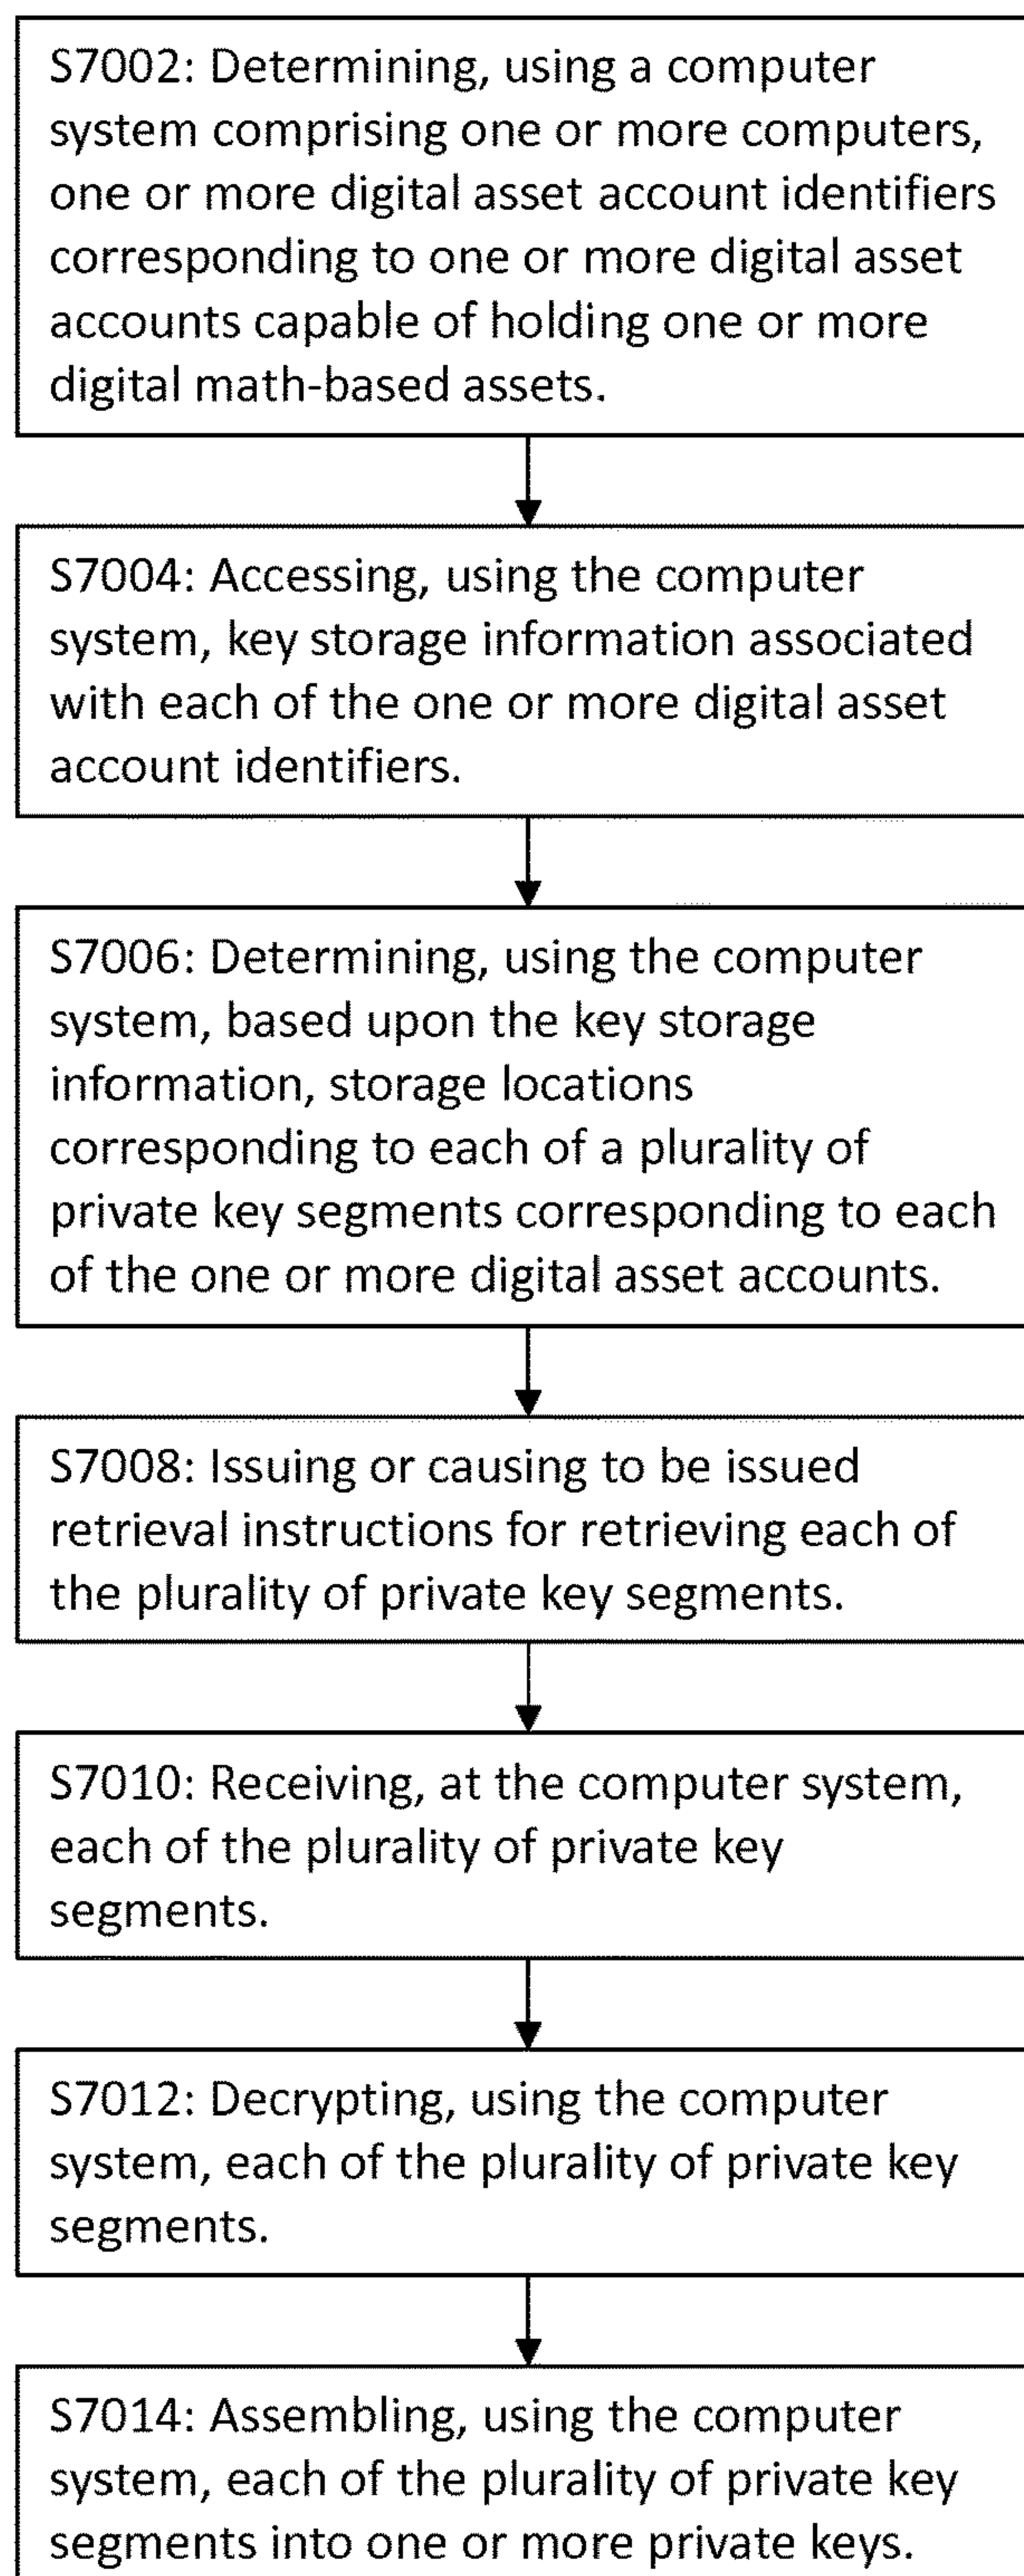 S7002: Determining, using a computer
system comprising one or more computers,
one or more digital asset account identifiers
corresponding to one or more digital asset
accounts capable of holding one or more
digital math-based assets.
S7004: Accessing, using the computer
system, key storage information associated
with each of the one or more digital asset
account identifiers.
S7006: Determining, using the computer
system, based upon the key storage
information, storage locations
corresponding to each of a plurality of
private key segments corresponding to each
of the one or more digital asset accounts.
S7008: Issuing or causing to be issued
retrieval instructions for retrieving each of
the plurality of private key segments.
S7010: Receiving, at the computer system,
each of the plurality of private key
segments.
S7012: Decrypting, using the computer
system, each of the plurality of private key
segments.
S7014: Assembling, using the computer
system, each of the plurality of private key
segments into one or more private keys.